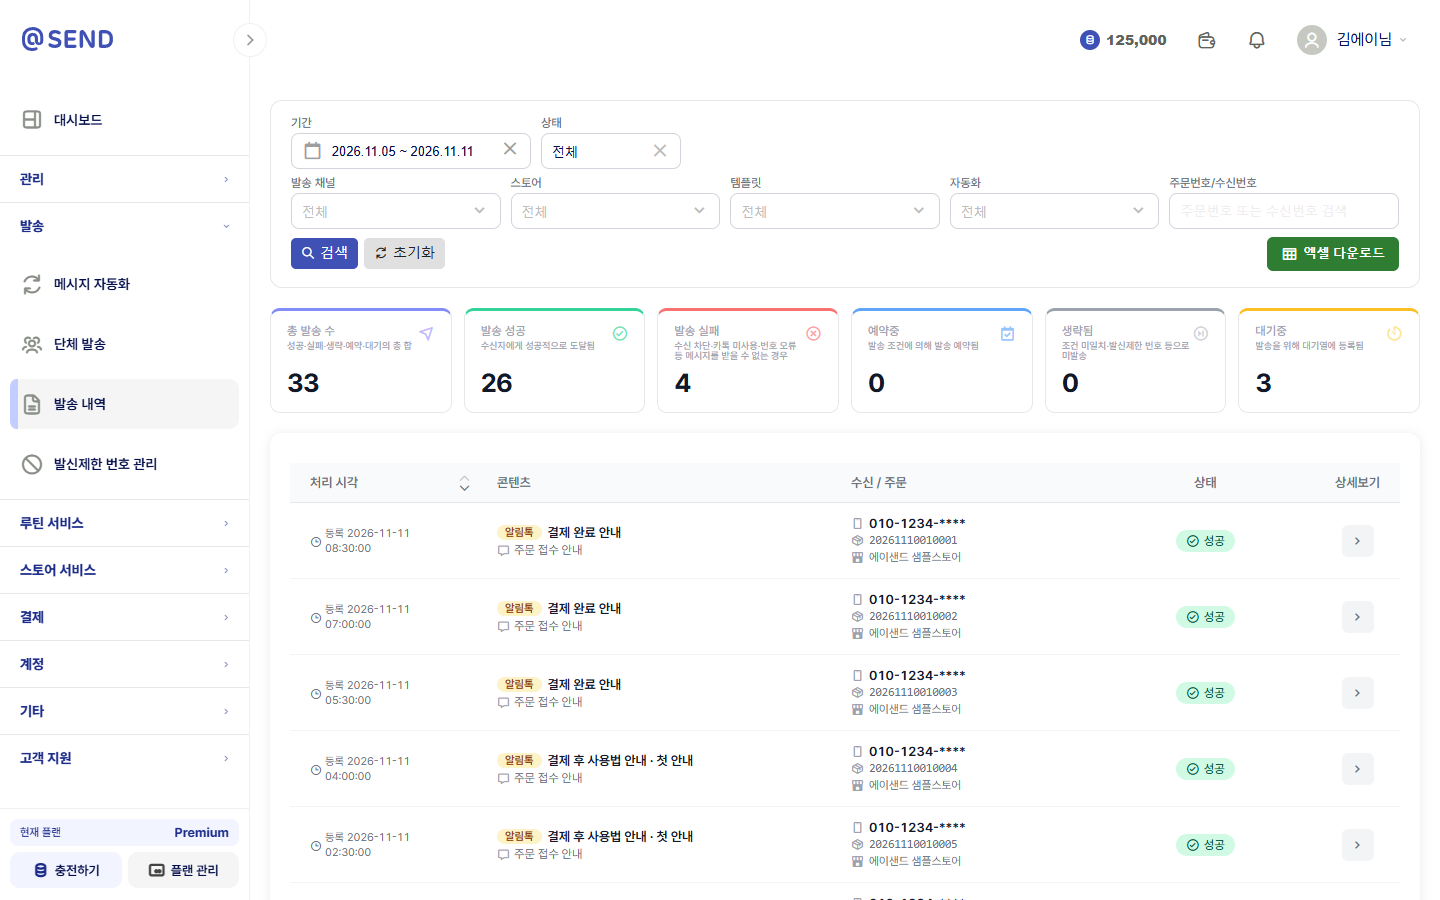 @SEND
125,000
김에이님
대시보드
관리
발송
메시지 자동화
단체 발송
발송 내역
발신제한 번호 관리
루틴 서비스
스토어 서비스
결제
계정
기타
고객 지원
현재 플랜
Premium
충전하기
플랜 관리
기간
상태
2026.11.05 ~ 2026.11.11
전체
발송 채널
스토어
템플릿
자동화
주문번호/수신번호
전체
전체
전체
전체
주문번호 또는 수신번호 검색
검색
초기화
엑셀 다운로드
총 발송 수
성공·실패·생략·예약·대기의 총 합
33
발송 성공
수신자에게 성공적으로 도달됨
26
발송 실패
수신 차단·카톡 미사용·번호 오류
등 메시지를 받을 수 없는 경우
4
예약중
발송 조건에 의해 발송 예약됨
0
생략됨
조건 미일치·발신제한 번호 등으로
미발송
0
대기중
발송을 위해 대기열에 등록됨
3
처리 시각
콘텐츠
수신 / 주문
상태
상세보기
등록 2026-11-11
08:30:00
알림톡 결제 완료 안내
주문 접수 안내
010-1234-****
20261110010001
에이샌드 샘플스토어
성공
등록 2026-11-11
07:00:00
알림톡 결제 완료 안내
주문 접수 안내
010-1234-****
20261110010002
에이샌드 샘플스토어
성공
등록 2026-11-11
05:30:00
알림톡 결제 완료 안내
주문 접수 안내
010-1234-****
20261110010003
에이샌드 샘플스토어
성공
등록 2026-11-11
04:00:00
알림톡 결제 후 사용법 안내 · 첫 안내
주문 접수 안내
010-1234-****
20261110010004
에이샌드 샘플스토어
성공
등록 2026-11-11
02:30:00
알림톡 결제 후 사용법 안내 · 첫 안내
주문 접수 안내
010-1234-****
20261110010005
에이샌드 샘플스토어
성공